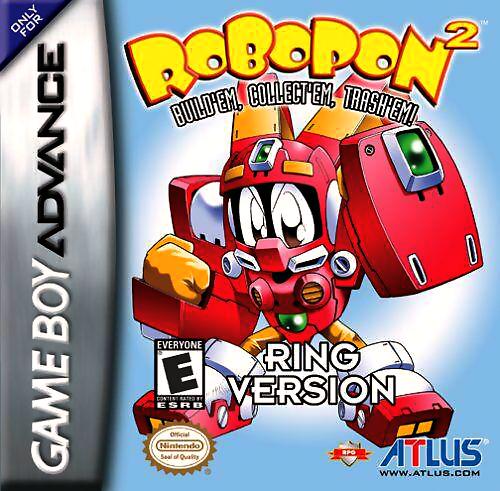 ONLY
FOR
GAME BOY ADVANCE
ROBOPON2
BUILD'EM, COLLECT'EM, TRASH'EM!
RING
VERSION
EVERYONE
E
CONTENT RATED BY
ESRB
Official
Nintendo
Seal of Quality
RPG
ATLUS®
WWW.ATLUS.COM